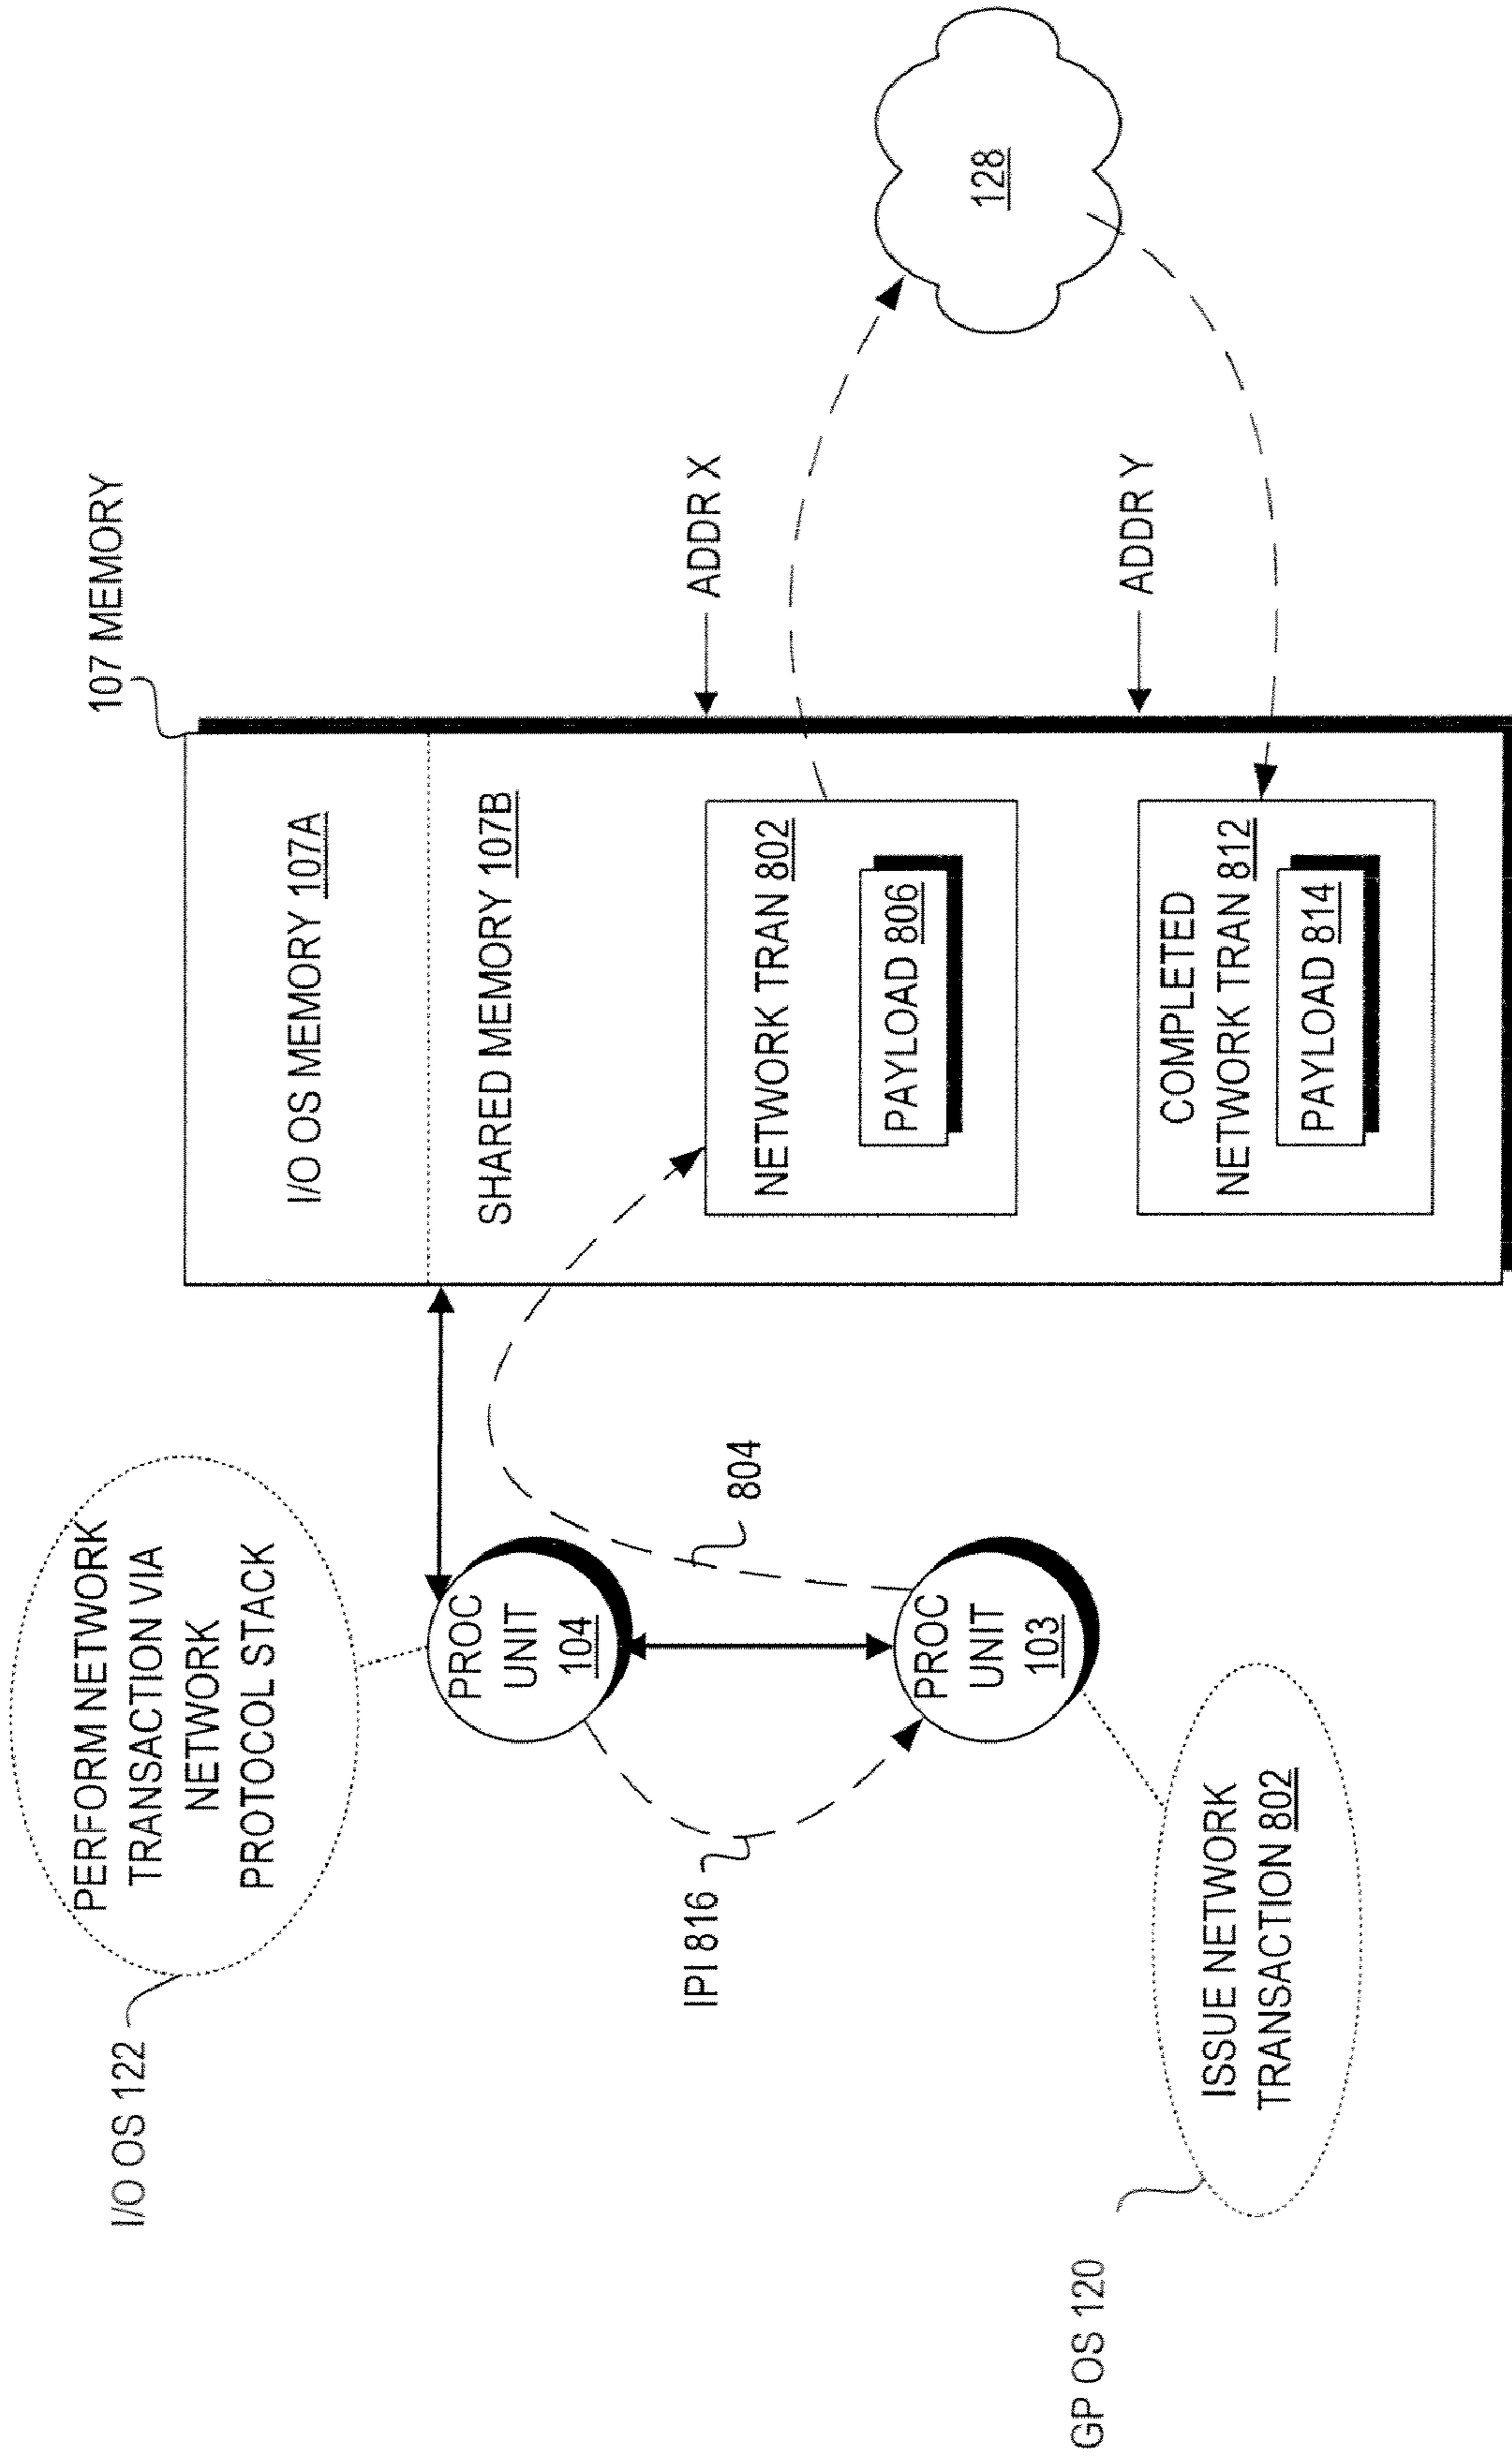 I/O OS 122
PERFORM NETWORK
TRANSACTION VIA
NETWORK
PROTOCOL STACK
107 MEMORY
I/O OS MEMORY 107A
SHARED MEMORY 107B
PROC
UNIT
104
804
IPI 816
ADDR X
NETWORK TRAN 802
PAYLOAD 806
128
PROC
UNIT
103
ADDR Y
COMPLETED
NETWORK TRAN 812
PAYLOAD 814
GP OS 120
ISSUE NETWORK
TRANSACTION 802